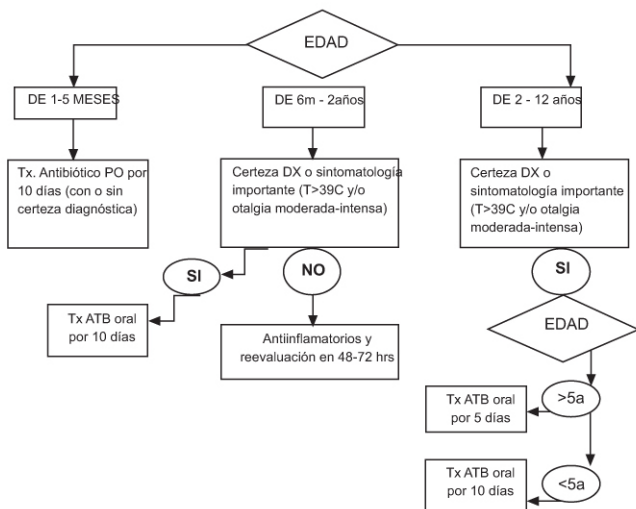 EDAD
DE 1-5 MESES
DE 6m - 2años
DE 2 - 12 años
Tx. Antibiótico PO por
10 días (con o sin
certeza diagnóstica)
Certeza DX o sintomatología
importante (T>39C y/o
otalgia moderada-intensa)
Certeza DX o
sintomatología importante
(T>39C y/o otalgia
moderada-intensa)
SI
NO
SI
Tx ATB oral
por 10 días
Antiinflamatorios y
reevaluación en 48-72 hrs
EDAD
>5a
Tx ATB oral
por 5 días
<5a
Tx ATB oral
por 10 días